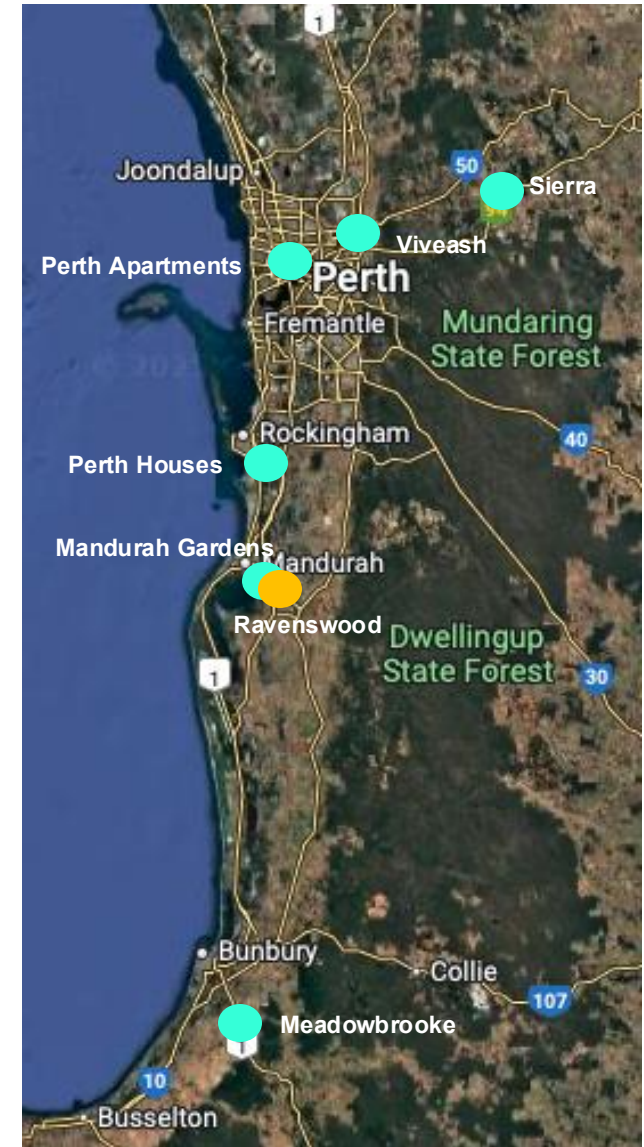 1
Joondalup
50
Sierra
Viveash
Perth Apartments
Perth
Fremantle
Mundaring
State Forest
Rockingham
40
Perth Houses
Mandurah Gardens
Mandurah
Ravenswood
Dwellingup
State Forest
1
30
Bunbury
Collie
107
Meadowbrooke
1
10
Busselton